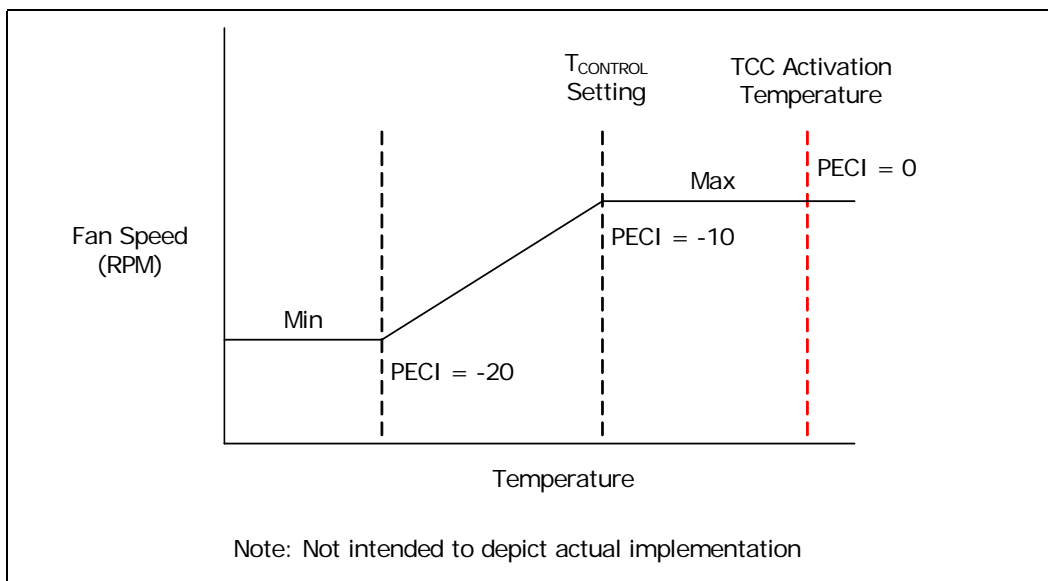 TCONTROL
Setting
TCC Activation
Temperature
PECI = 0
Max
Fan Speed
(RPM)
PECI = -10
Min
PECI = -20
Temperature
Note: Not intended to depict actual implementation